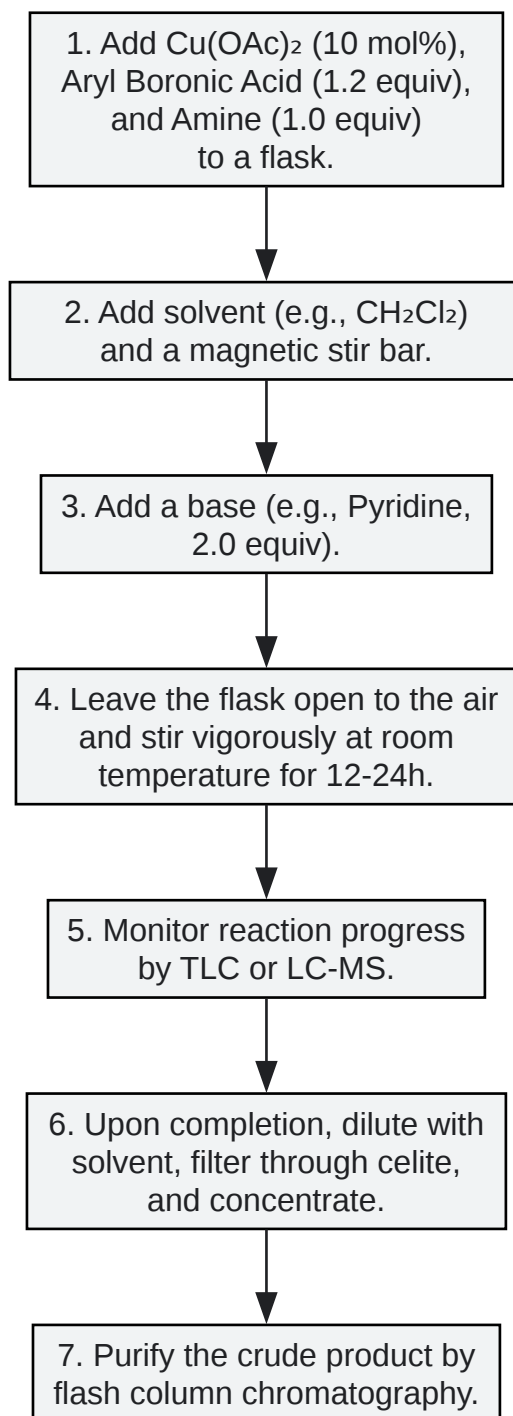 1. Add Cu(OAc)₂ (10 mol%),
Aryl Boronic Acid (1.2 equiv),
and Amine (1.0 equiv)
to a flask.
2. Add solvent (e.g., CH₂Cl₂)
and a magnetic stir bar.
3. Add a base (e.g., Pyridine,
2.0 equiv).
4. Leave the flask open to the air
and stir vigorously at room
temperature for 12-24h.
5. Monitor reaction progress
by TLC or LC-MS.
6. Upon completion, dilute with
solvent, filter through celite,
and concentrate.
7. Purify the crude product by
flash column chromatography.